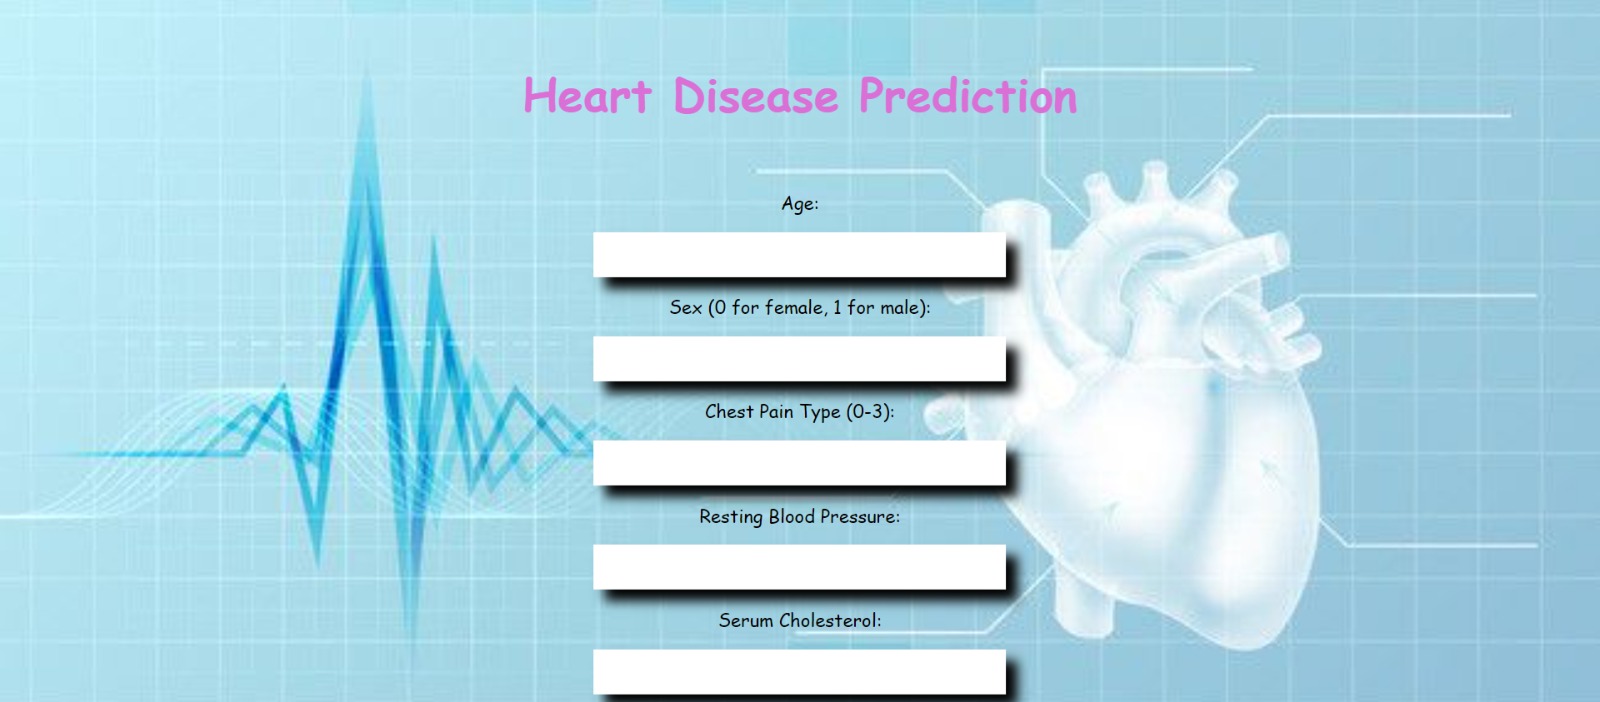 Heart Disease Prediction
Age:
Sex (0 for female, 1 for male):
Chest Pain Type (0-3):
Resting Blood Pressure:
Serum Cholesterol: